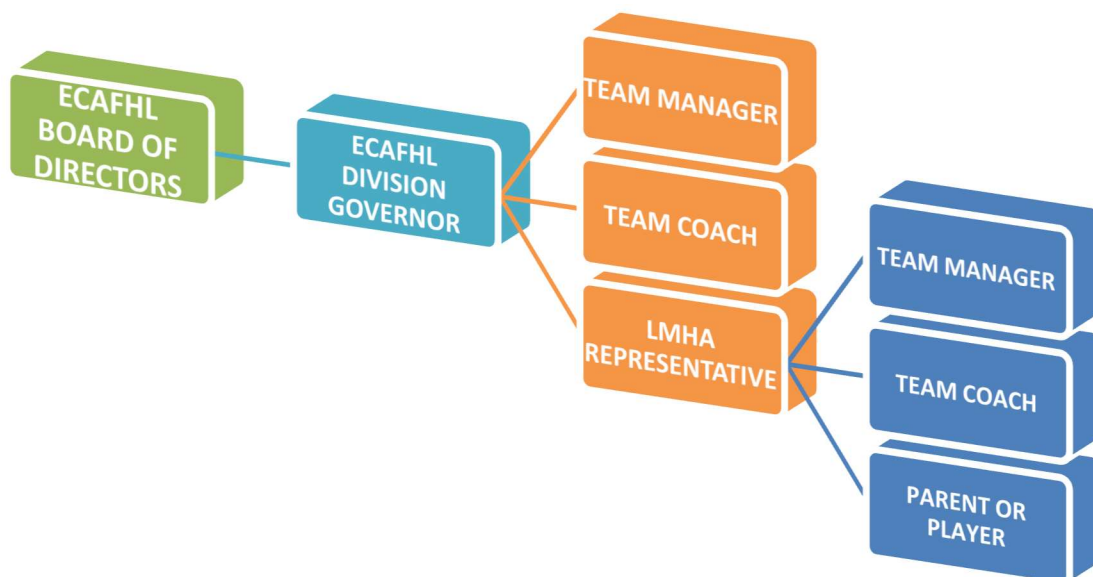 ECAFHL
BOARD OF
DIRECTORS
ECAFHL
DIVISION
GOVERNOR
TEAM MANAGER
TEAM COACH
LMHA
REPRESENTATIVE
TEAM MANAGER
TEAM COACH
PARENT OR
PLAYER